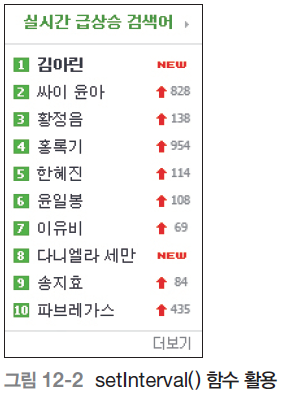 실시간 급상승 검색어
1 김아린 NEW
2 싸이 윤아 828
3 황정음 138
4 홍록기 954
5 한혜진 114
6 윤일봉 108
7 이유비 69
8 다니엘라 세만 NEW
9 송지효 84
10 파브레가스 435
더보기
그림 12-2 setInterval() 함수 활용